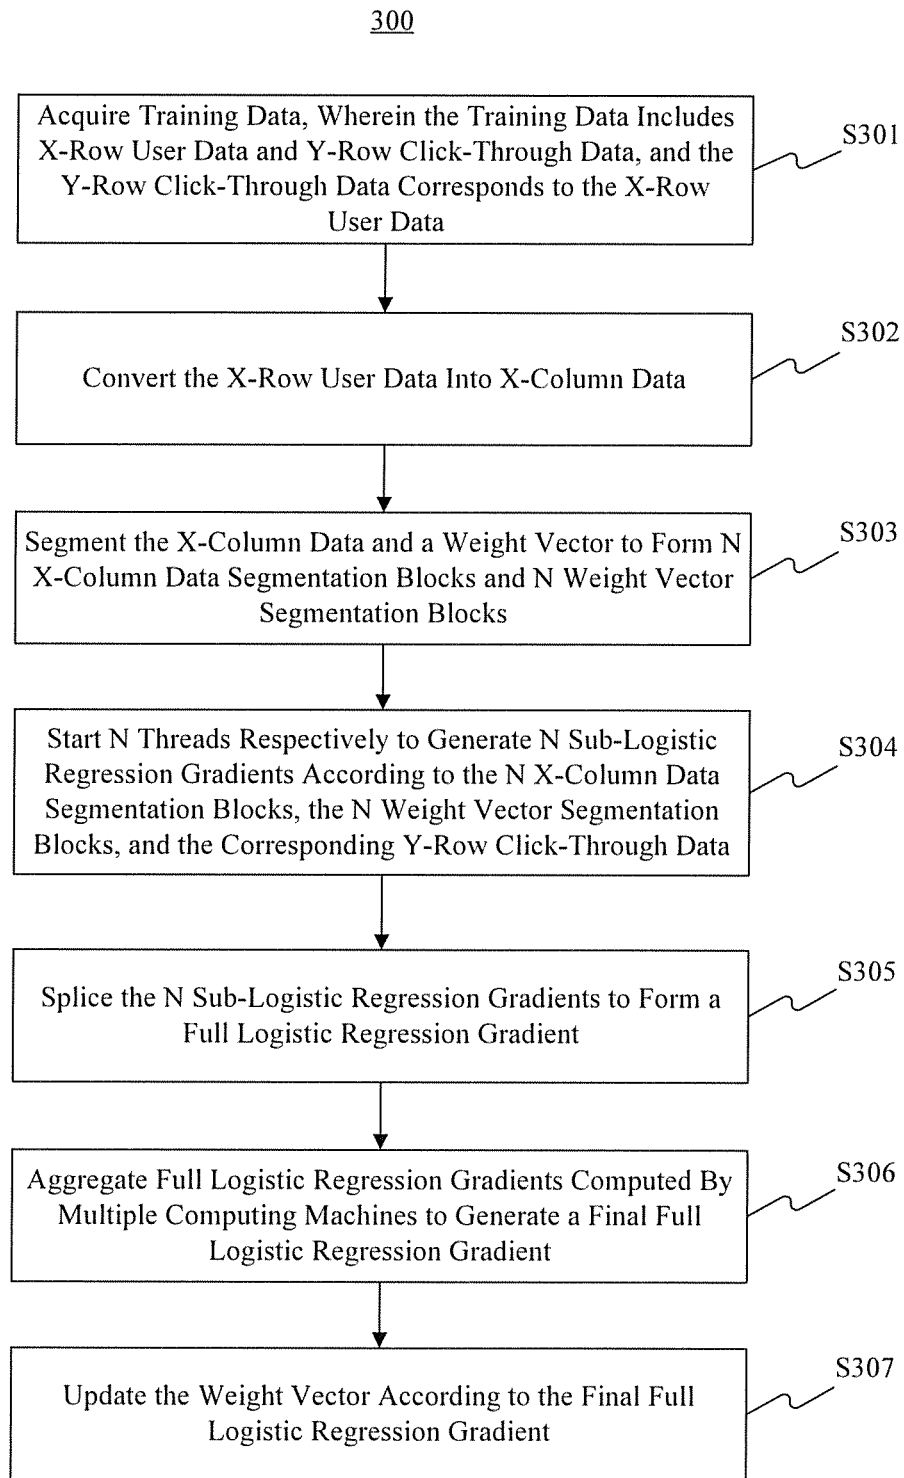 300
Acquire Training Data, Wherein the Training Data Includes
X-Row User Data and Y-Row Click-Through Data, and the
Y-Row Click-Through Data Corresponds to the X-Row
User Data
S301
Convert the X-Row User Data Into X-Column Data
S302
Segment the X-Column Data and a Weight Vector to Form N
X-Column Data Segmentation Blocks and N Weight Vector
Segmentation Blocks
S303
Start N Threads Respectively to Generate N Sub-Logistic
Regression Gradients According to the N X-Column Data
Segmentation Blocks, the N Weight Vector Segmentation
Blocks, and the Corresponding Y-Row Click-Through Data
S304
Splice the N Sub-Logistic Regression Gradients to Form a
Full Logistic Regression Gradient
S305
Aggregate Full Logistic Regression Gradients Computed By
Multiple Computing Machines to Generate a Final Full
Logistic Regression Gradient
S306
Update the Weight Vector According to the Final Full
Logistic Regression Gradient
S307